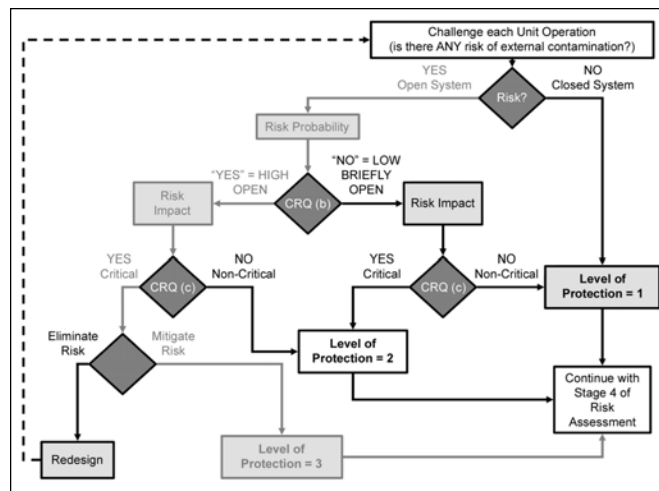 Challenge each Unit Operation
(is there ANY risk of external contamination?)
YES
Open System
NO
Closed System
Risk?
Risk Probability
"YES" = HIGH
OPEN
"NO" = LOW
BRIEFLY
OPEN
CRQ (b)
Risk
Impact
Risk Impact
YES
Critical
NO
Non-Critical
CRQ (c)
YES
Critical
NO
Non-Critical
CRQ (c)
Level of
Protection = 1
Eliminate
Risk
Mitigate
Risk
Level of
Protection = 2
Continue with
Stage 4 of
Risk
Assessment
Redesign
Level of
Protection = 3